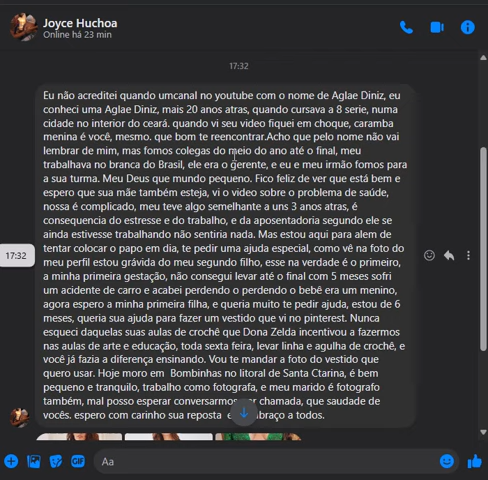 Joyce Huchoa
Online há 23 min
17:32
Eu não acreditei quando umcanal no youtube com o nome de Aglae Diniz, eu
conheci uma Aglae Diniz, mais 20 anos atras, quando cursava a 8 serie, numa
cidade no interior do ceará. quando vi seu video fiquei em choque, caramba
menina é você, mesmo. que bom te reencontrar.Acho que pelo nome não vai
lembrar de mim, mas fomos colegas do meio do ano até o final, meu
trabalhava no branca do Brasil, ele era o gerente, e eu e meu irmão fomos para
a sua turma. Meu Deus que mundo pequeno. Fico feliz de ver que está bem e
espero que sua mãe também esteja, vi o video sobre o problema de saúde,
nossa é complicado, meu teve algo semelhante a uns 3 anos atras, é
consequencia do estresse e do trabalho, e da aposentadoria segundo ele se
ainda estivesse trabalhando não sentiria nada. Mas estou aqui para alem de
tentar colocar o papo em dia, te pedir uma ajuda especial, como vê na foto do
meu perfil estou grávida do meu segundo filho, esse na verdade é o primeiro,
a minha primeira gestação, não consegui levar até o final com 5 meses sofri
um acidente de carro e acabei perdendo o perdendo o bebê era um menino,
agora espero a minha primeira filha, e queria muito te pedir ajuda, estou de 6
meses, queria sua ajuda para fazer um vestido que vi no pinterest. Nunca
esqueci daquelas suas aulas de crochê que Dona Zelda incentivou a fazermos
nas aulas de arte e educação, toda sexta feira, levar linha e agulha de crochê, e
você já fazia a diferença ensinando. Vou te mandar a foto do vestido que
quero usar. Hoje moro em  Bombinhas no litoral de Santa Ctarina, é bem
pequeno e tranquilo, trabalho como fotografa, e meu marido é fotografo
também, mal posso esperar conversarmos por chamada, que saudade de
vocês. espero com carinho sua reposta e abraço a todos.
17:32
GIF
Aa